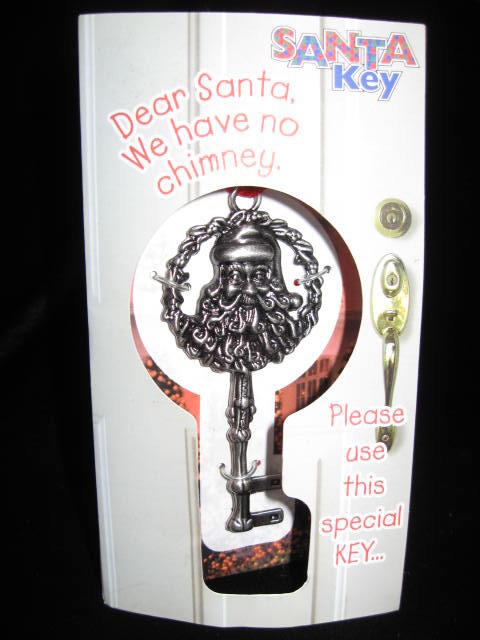 SANTA
Key
Dear Santa,
We have no
chimney.
Please
use
this
special
KEY...